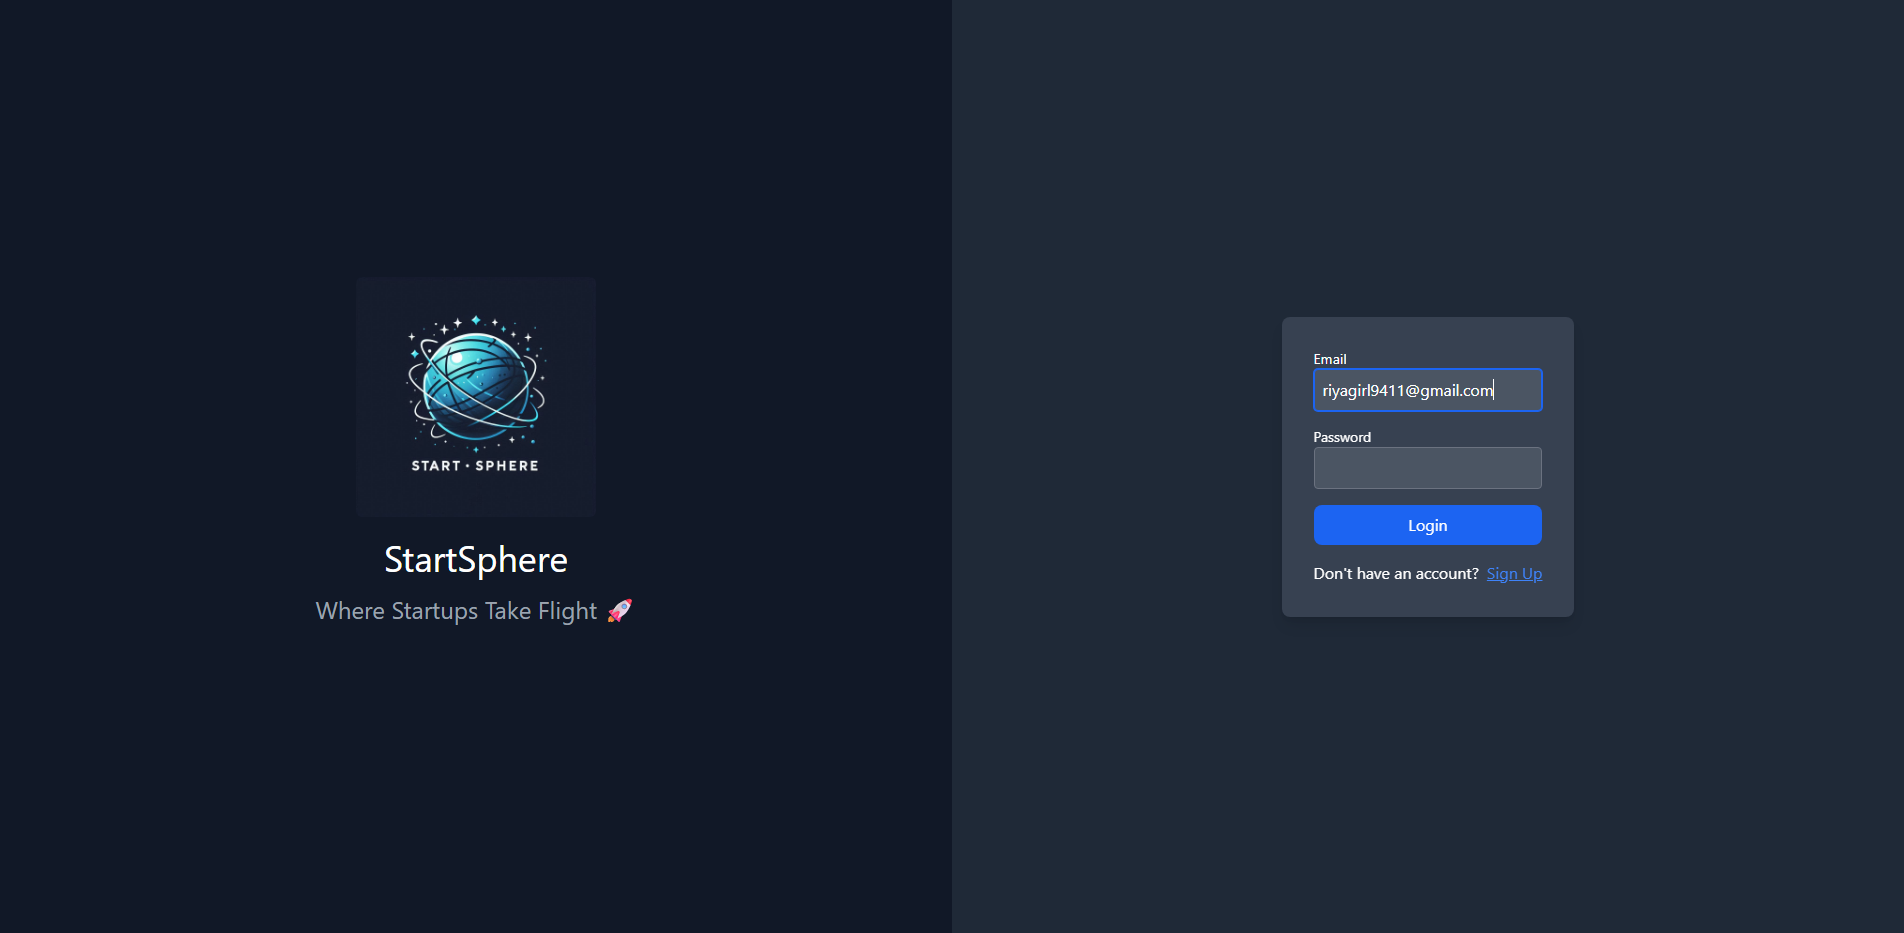 START · SPHERE
StartSphere
Where Startups Take Flight 🚀
Email
riyagirl9411@gmail.com
Password
Login
Don't have an account? Sign Up